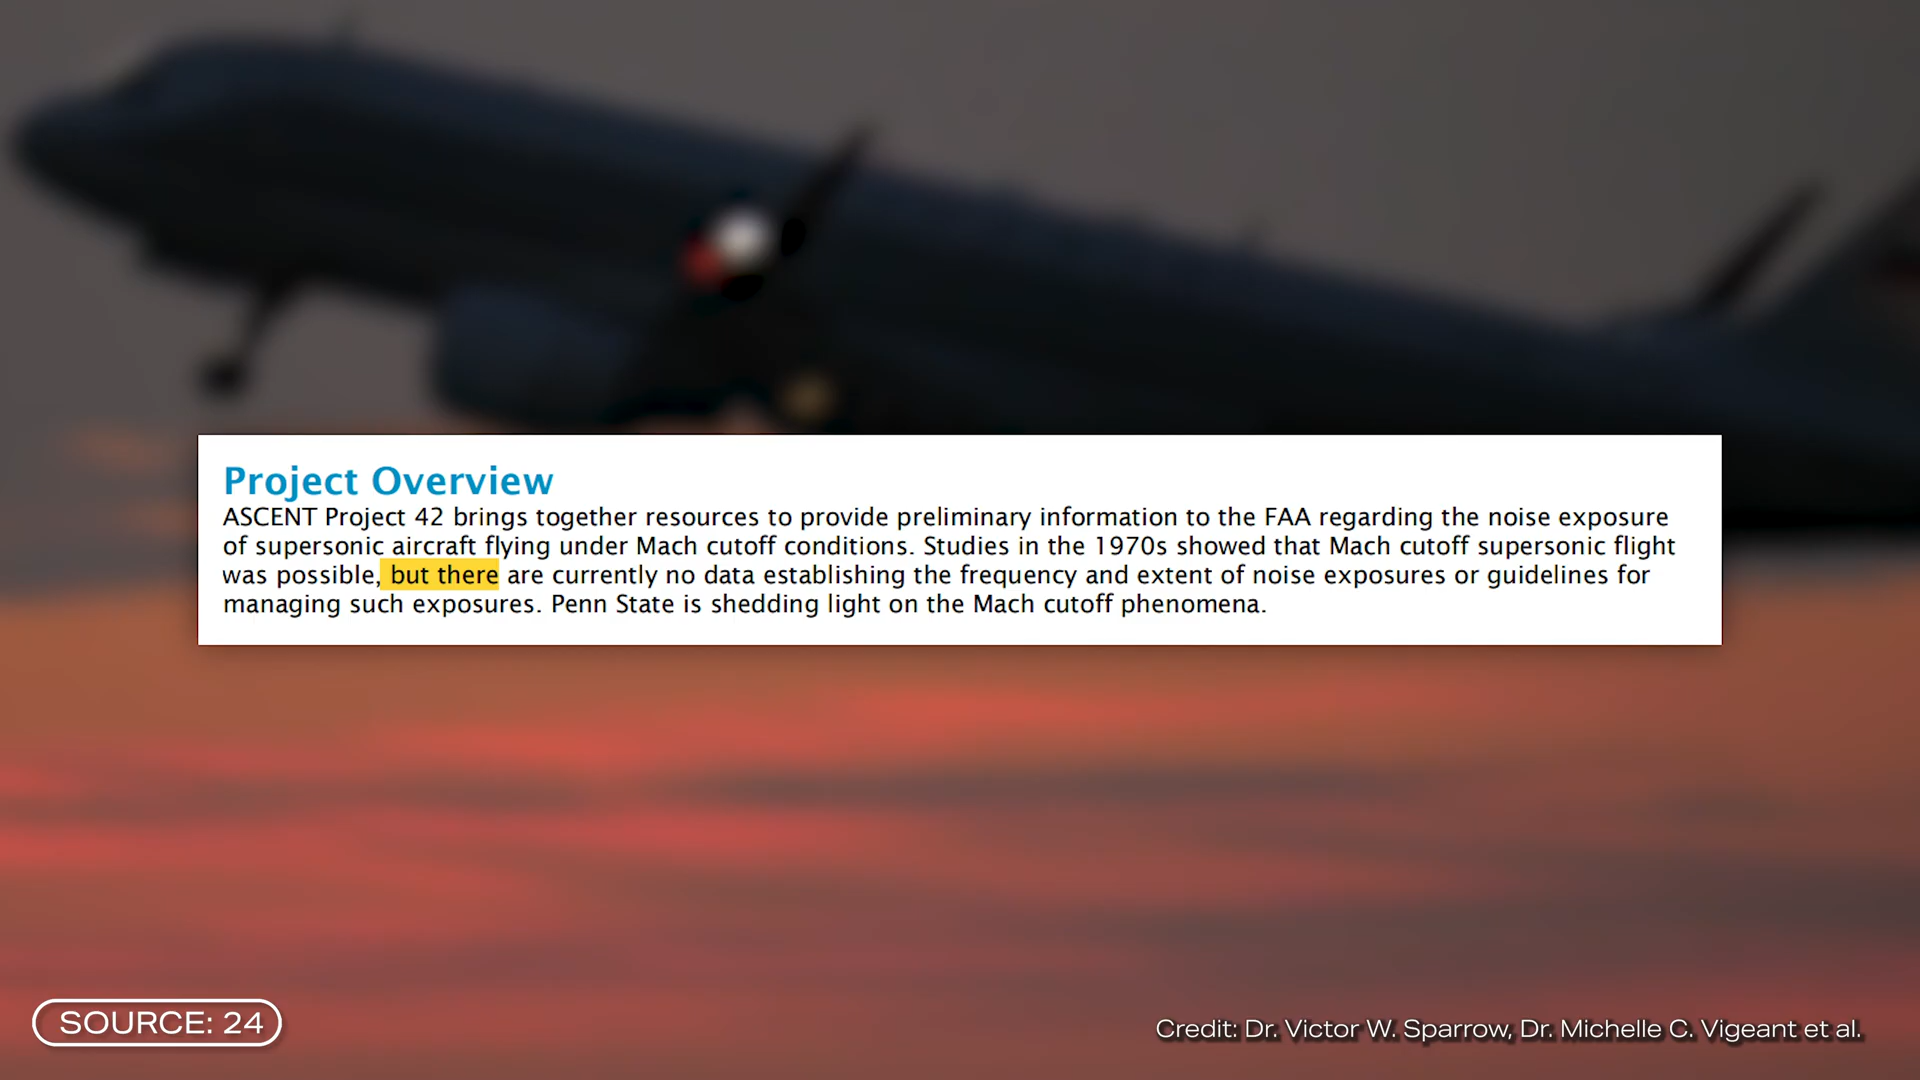 Project Overview
ASCENT Project 42 brings together resources to provide preliminary information to the FAA regarding the noise exposure
of supersonic aircraft flying under Mach cutoff conditions. Studies in the 1970s showed that Mach cutoff supersonic flight
was possible, but there are currently no data establishing the frequency and extent of noise exposures or guidelines for
managing such exposures. Penn State is shedding light on the Mach cutoff phenomena.
SOURCE: 24
Credit: Dr. Victor W. Sparrow, Dr. Michelle C. Vigeant et al.